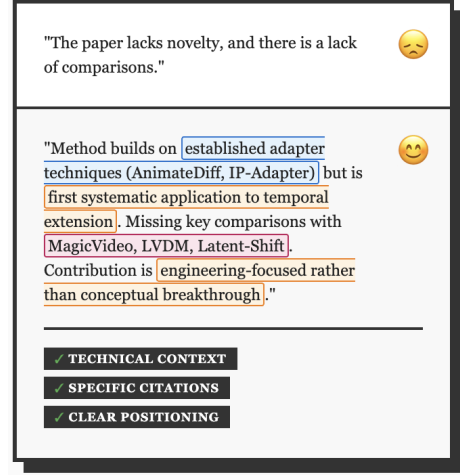 "The paper lacks novelty, and there is a lack
of comparisons."
"Method builds on established adapter
techniques (AnimateDiff, IP-Adapter) but is
first systematic application to temporal
extension. Missing key comparisons with
MagicVideo, LVDM, Latent-Shift.
Contribution is engineering-focused rather
than conceptual breakthrough."
✓ TECHNICAL CONTEXT
✓ SPECIFIC CITATIONS
✓ CLEAR POSITIONING